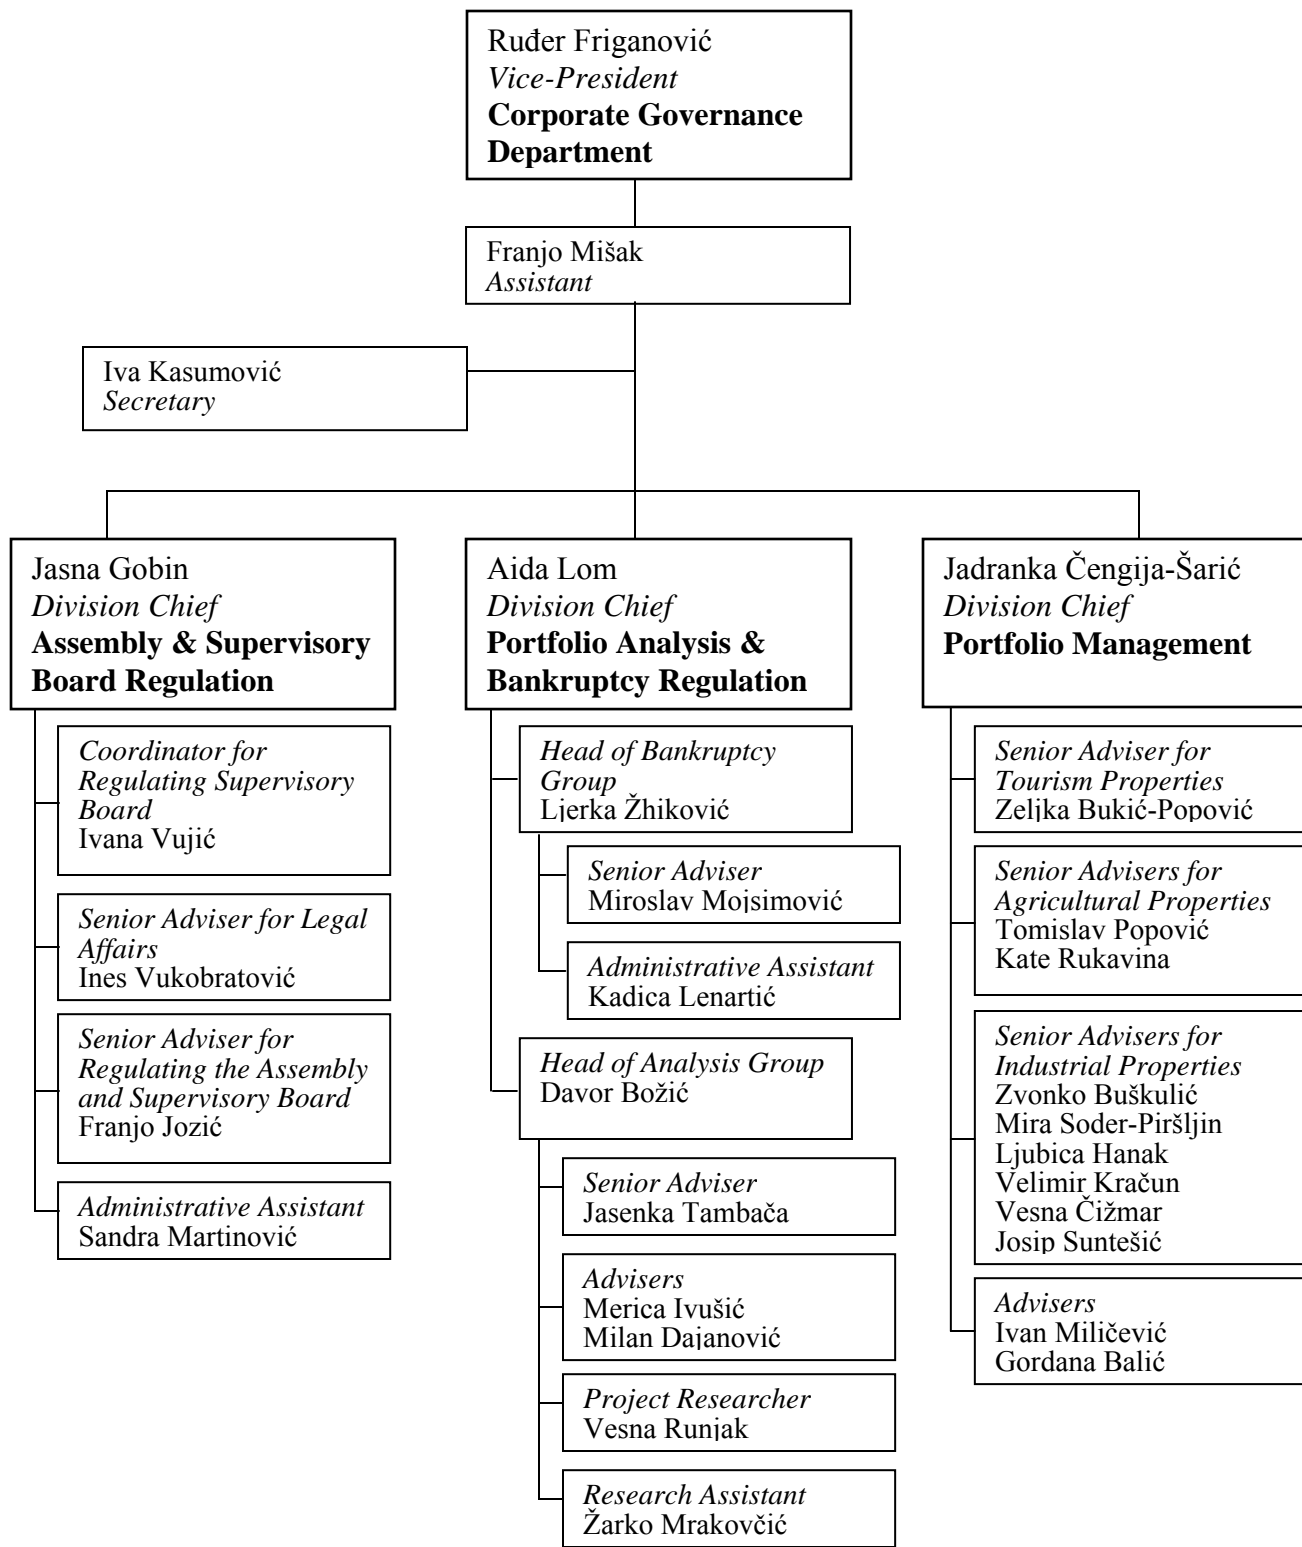 Ruđer Friganović
Vice-President
Corporate Governance
Department
Franjo Mišak
Assistant
Iva Kasumović
Secretary
Jasna Gobin
Division Chief
Assembly & Supervisory
Board Regulation
Coordinator for
Regulating Supervisory
Board
Ivana Vujić
Senior Adviser for Legal
Affairs
Ines Vukobratović
Senior Adviser for
Regulating the Assembly
and Supervisory Board
Franjo Jozić
Administrative Assistant
Sandra Martinović
Aida Lom
Division Chief
Portfolio Analysis &
Bankruptcy Regulation
Head of Bankruptcy
Group
Ljerka Žhiković
Senior Adviser
Miroslav Mojsimović
Administrative Assistant
Kadica Lenartić
Head of Analysis Group
Davor Božić
Senior Adviser
Jasenka Tambača
Advisers
Merica Ivušić
Milan Dajanović
Project Researcher
Vesna Runjak
Research Assistant
Žarko Mrakovčić
Jadranka Čengija-Šarić
Division Chief
Portfolio Management
Senior Adviser for
Tourism Properties
Zeljka Bukić-Popović
Senior Advisers for
Agricultural Properties
Tomislav Popović
Kate Rukavina
Senior Advisers for
Industrial Properties
Zvonko Buškulić
Mira Soder-Piršljin
Ljubica Hanak
Velimir Kračun
Vesna Čižmar
Josip Suntešić
Advisers
Ivan Miličević
Gordana Balić